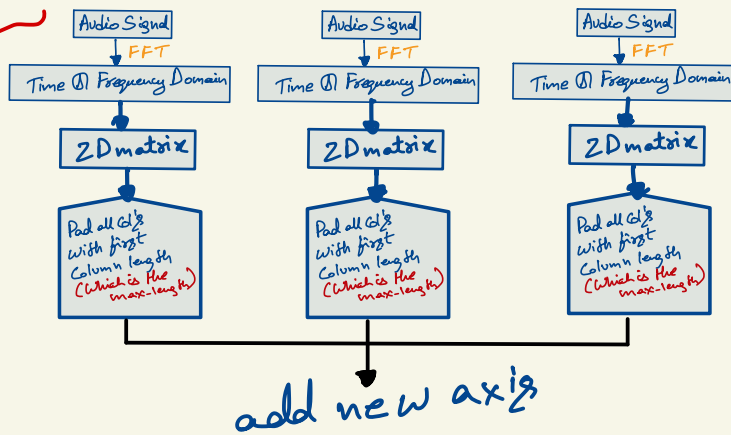 Audio Signal
FFT
Time & Frequency Domain
2D matrix
Pad all Col's
with first
Column length
(which is the
max-length)
Audio Signal
FFT
Time & Frequency Domain
2D matrix
Pad all Col's
with first
Column length
(which is the
max-length)
Audio Signal
FFT
Time & Frequency Domain
2D matrix
Pad all Col's
with first
Column length
(which is the
max-length)
add new axis